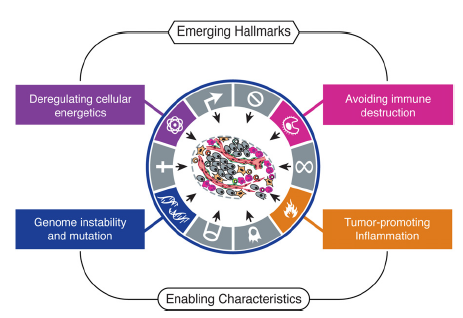 Emerging Hallmarks
Deregulating cellular
energetics
Avoiding immune
destruction
Genome instability
and mutation
Tumor-promoting
Inflammation
Enabling Characteristics